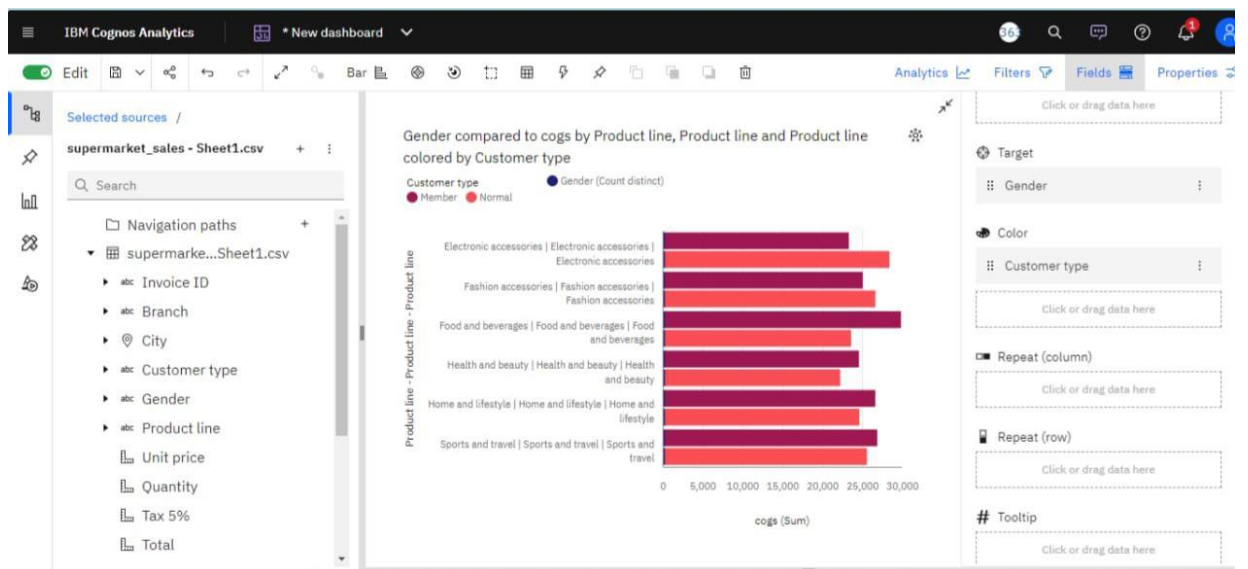 IBM Cognos Analytics
* New dashboard
363
1
Edit
Bar
Analytics
Filters
Fields
Properties
Selected sources /
supermarket_sales - Sheet1.csv
Search
Navigation paths
supermarke...Sheet1.csv
abc Invoice ID
abc Branch
City
abc Customer type
abc Gender
abc Product line
Unit price
Quantity
Tax 5%
Total
Gender compared to cogs by Product line, Product line and Product line
colored by Customer type
Customer type
Gender (Count distinct)
Member
Normal
Product line - Product line - Product line
Electronic accessories | Electronic accessories |
Electronic accessories
Fashion accessories | Fashion accessories |
Fashion accessories
Food and beverages | Food and beverages | Food
and beverages
Health and beauty | Health and beauty | Health
and beauty
Home and lifestyle | Home and lifestyle | Home and
lifestyle
Sports and travel | Sports and travel | Sports and
travel
0 5,000 10,000 15,000 20,000 25,000 30,000
cogs (Sum)
Click or drag data here
Target
Gender
Color
Customer type
Click or drag data here
Repeat (column)
Click or drag data here
Repeat (row)
Click or drag data here
# Tooltip
Click or drag data here